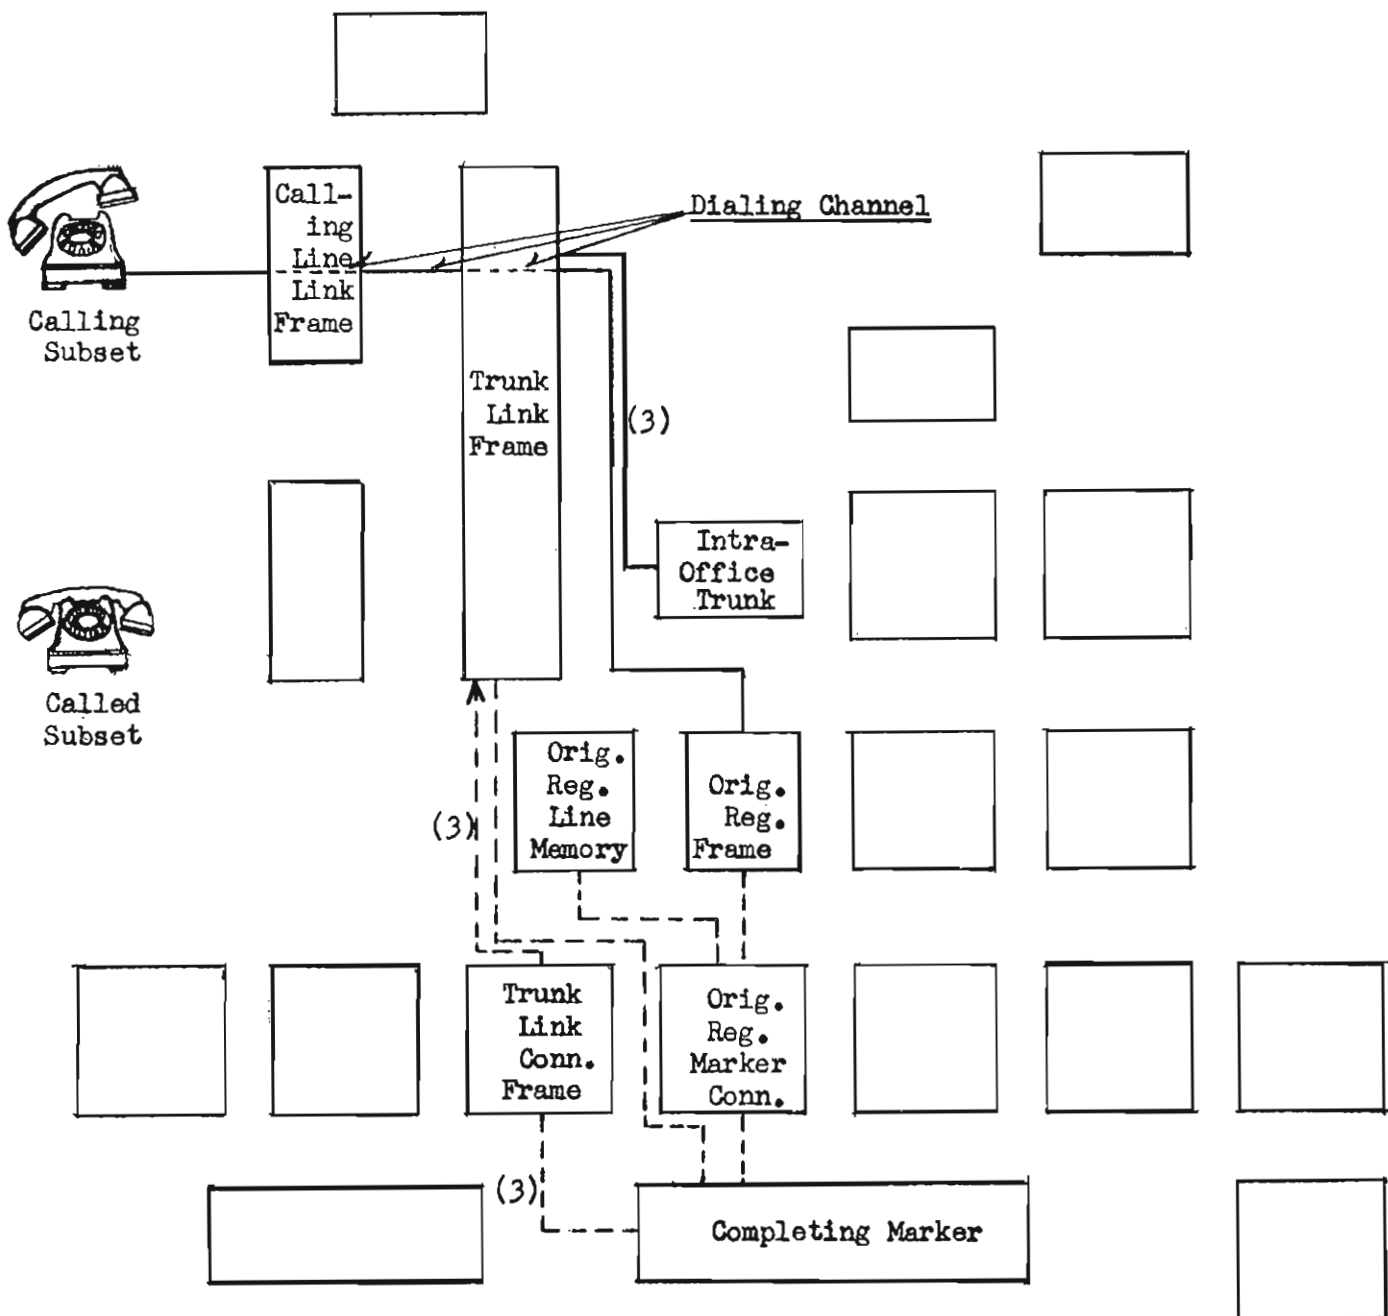 Call-
ing
Line
Link
Frame
Dialing Channel
Calling
Subset
Trunk
Link
Frame
(3)
Intra-
Office
Trunk
Called
Subset
Orig.
Reg.
Line
Memory
Orig.
Reg.
Frame
(3)
Trunk
Link
Conn.
Frame
Orig.
Reg.
Marker
Conn.
(3)
Completing Marker